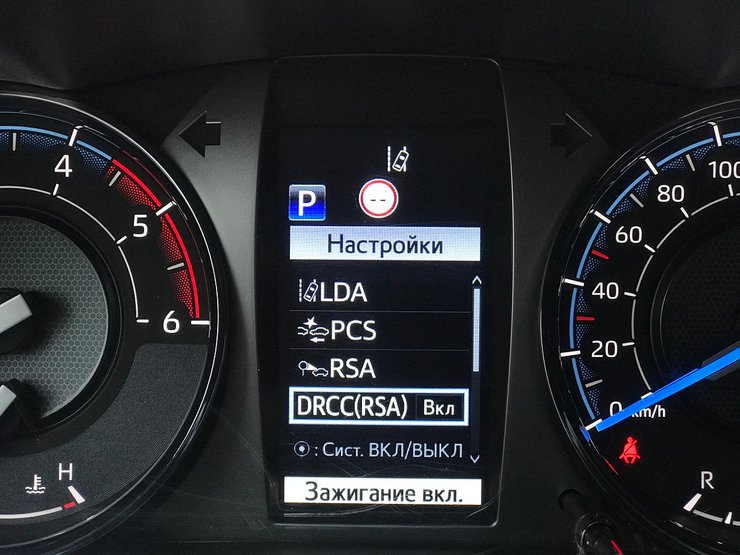 P
--
Настройки
LDA
PCS
RSA
DRCC(RSA) Вкл
: Сист. ВКЛ/ВЫКЛ
Зажигание вкл.
4
5
6
H
100
80
60
40
20
0
km/h
R